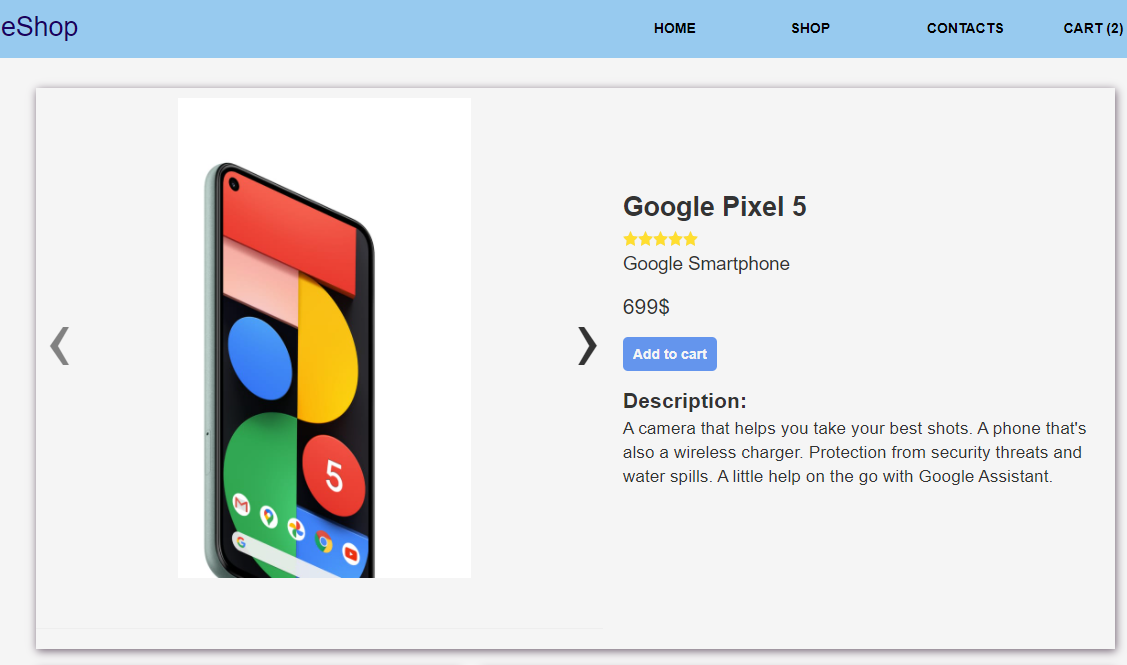 eShop
HOME
SHOP
CONTACTS
CART (2)
Google Pixel 5
Google Smartphone
699$
Add to cart
Description:
A camera that helps you take your best shots. A phone that's
also a wireless charger. Protection from security threats and
water spills. A little help on the go with Google Assistant.
5
M
G